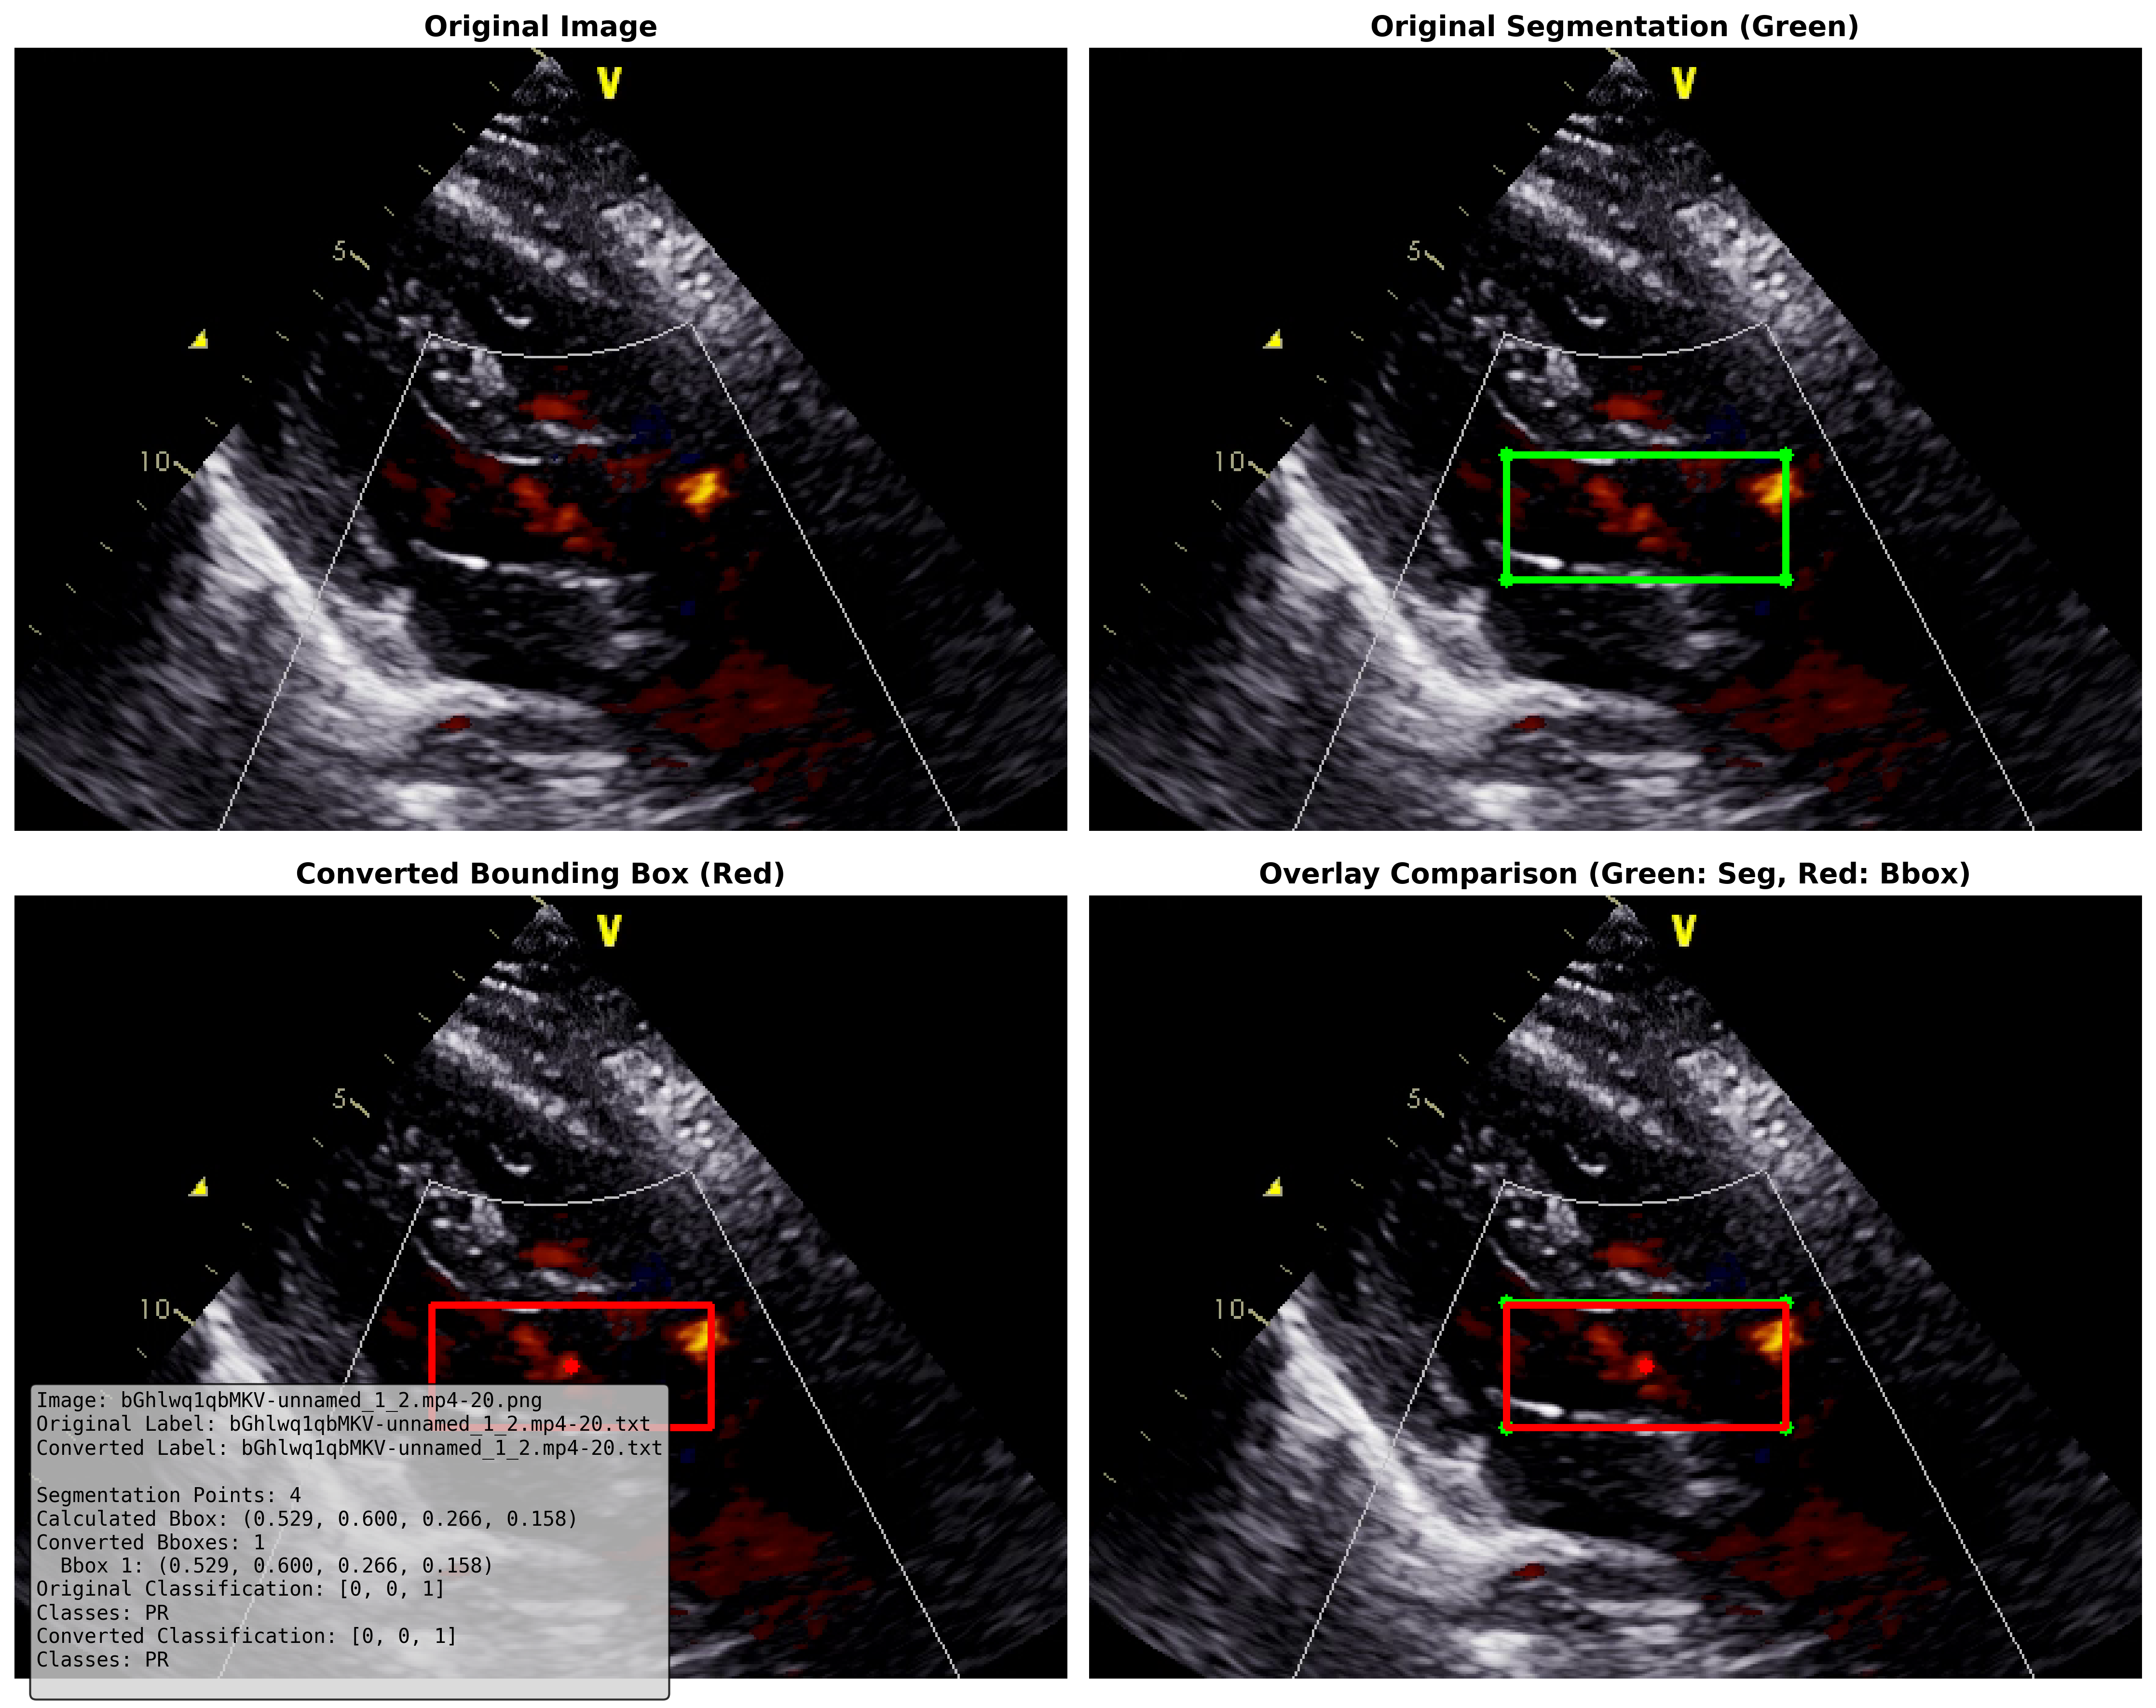 Original Image
Original Segmentation (Green)
V
V
5
5
10
10
Converted Bounding Box (Red)
Overlay Comparison (Green: Seg, Red: Bbox)
V
V
5
5
10
10
Image: bGhlwq1qbMKV-unnamed_1_2.mp4-20.png
Original Label: bGhlwq1qbMKV-unnamed_1_2.mp4-20.txt
Converted Label: bGhlwq1qbMKV-unnamed_1_2.mp4-20.txt
Segmentation Points: 4
Calculated Bbox: (0.529, 0.600, 0.266, 0.158)
Converted Bboxes: 1
Bbox 1: (0.529, 0.600, 0.266, 0.158)
Original Classification: [0, 0, 1]
Classes: PR
Converted Classification: [0, 0, 1]
Classes: PR